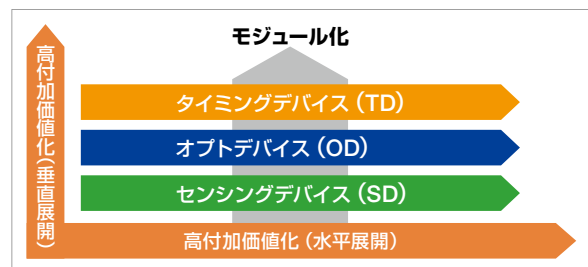 モジュール化
高付加価値化(垂直展開)
タイミングデバイス(TD)
オプトデバイス(OD)
センシングデバイス(SD)
高付加価値化(水平展開)